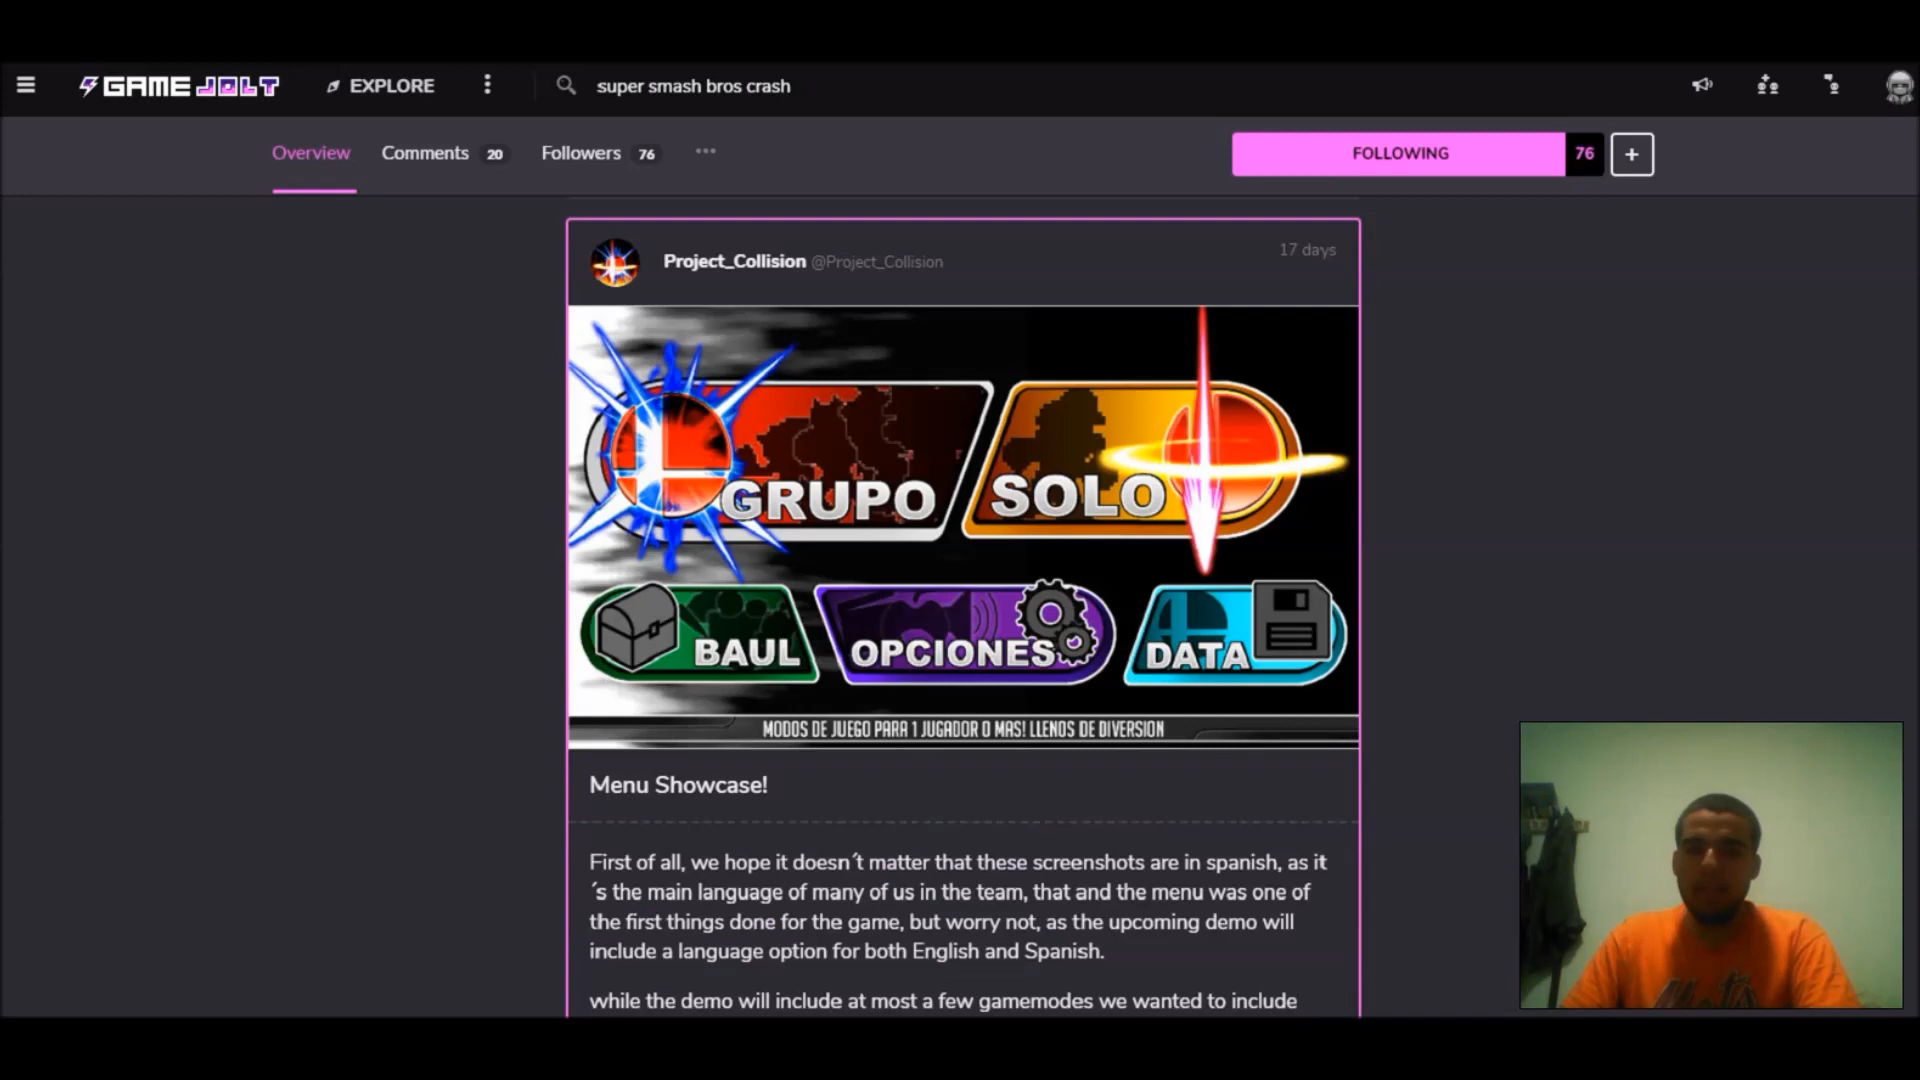 GAME JOLT
EXPLORE
super smash bros crash
Overview
Comments 20
Followers 76
FOLLOWING 76
Project_Collision @Project_Collision
17 days
GRUPO
SOLO
BAUL
OPCIONES
DATA
MODOS DE JUEGO PARA 1 JUGADOR O MAS! LLENOS DE DIVERSION
Menu Showcase!
First of all, we hope it doesn´t matter that these screenshots are in spanish, as it
´s the main language of many of us in the team, that and the menu was one of
the first things done for the game, but worry not, as the upcoming demo will
include a language option for both English and Spanish.
while the demo will include at most a few gamemodes we wanted to include